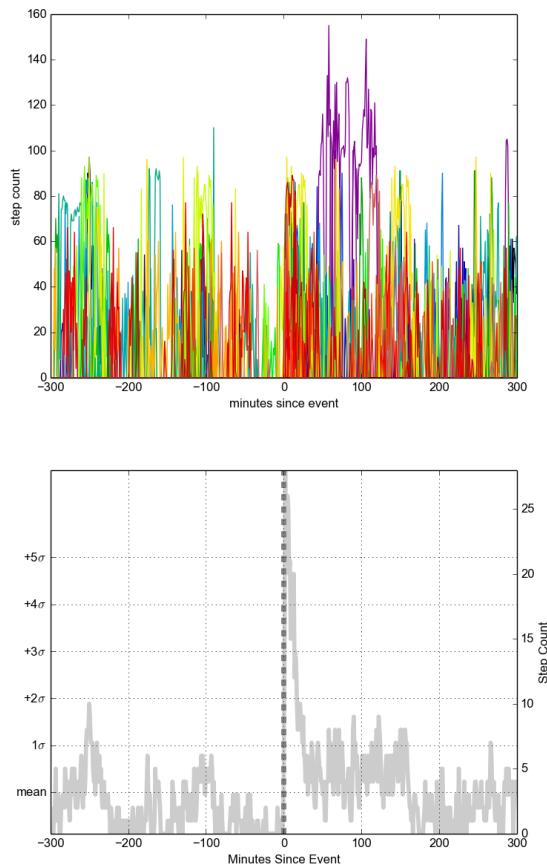 160
140
120
100
80
60
40
20
0
step count
−300 −200 −100 0 100 200 300
minutes since event
+5σ
+4σ
+3σ
+2σ
1σ
mean
25
20
15
10
5
0
Step Count
−300 −200 −100 0 100 200 300
Minutes Since Event